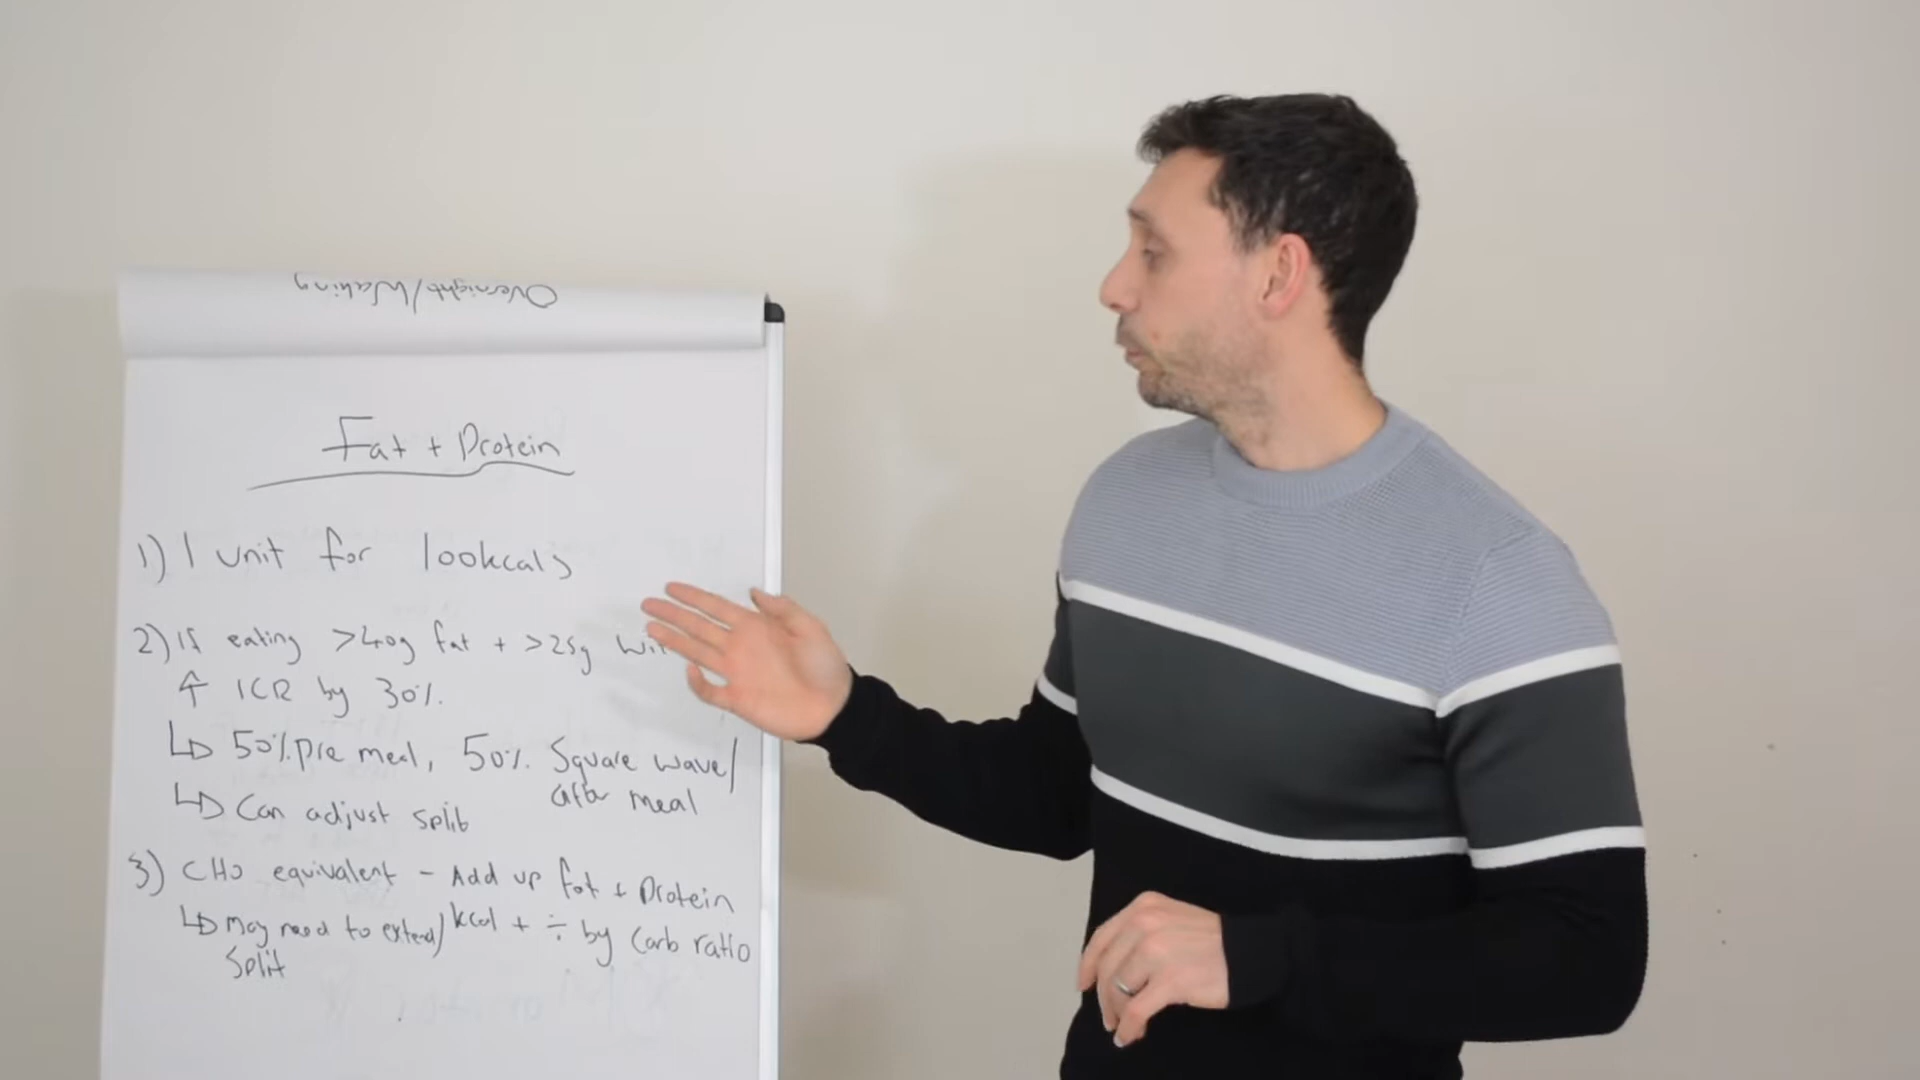 Overnight/Waking
Fat + Protein
1) 1 unit for 100kcals
2) If eating >40g fat + >25g
↑ ICR by 30%.
↳ 50% pre meal, 50% Square wave/
after meal
↳ Can adjust split
3) CHO equivalent - Add up fat + Protein
↳ May need to extend/ kcal + ÷ by Carb ratio
Split